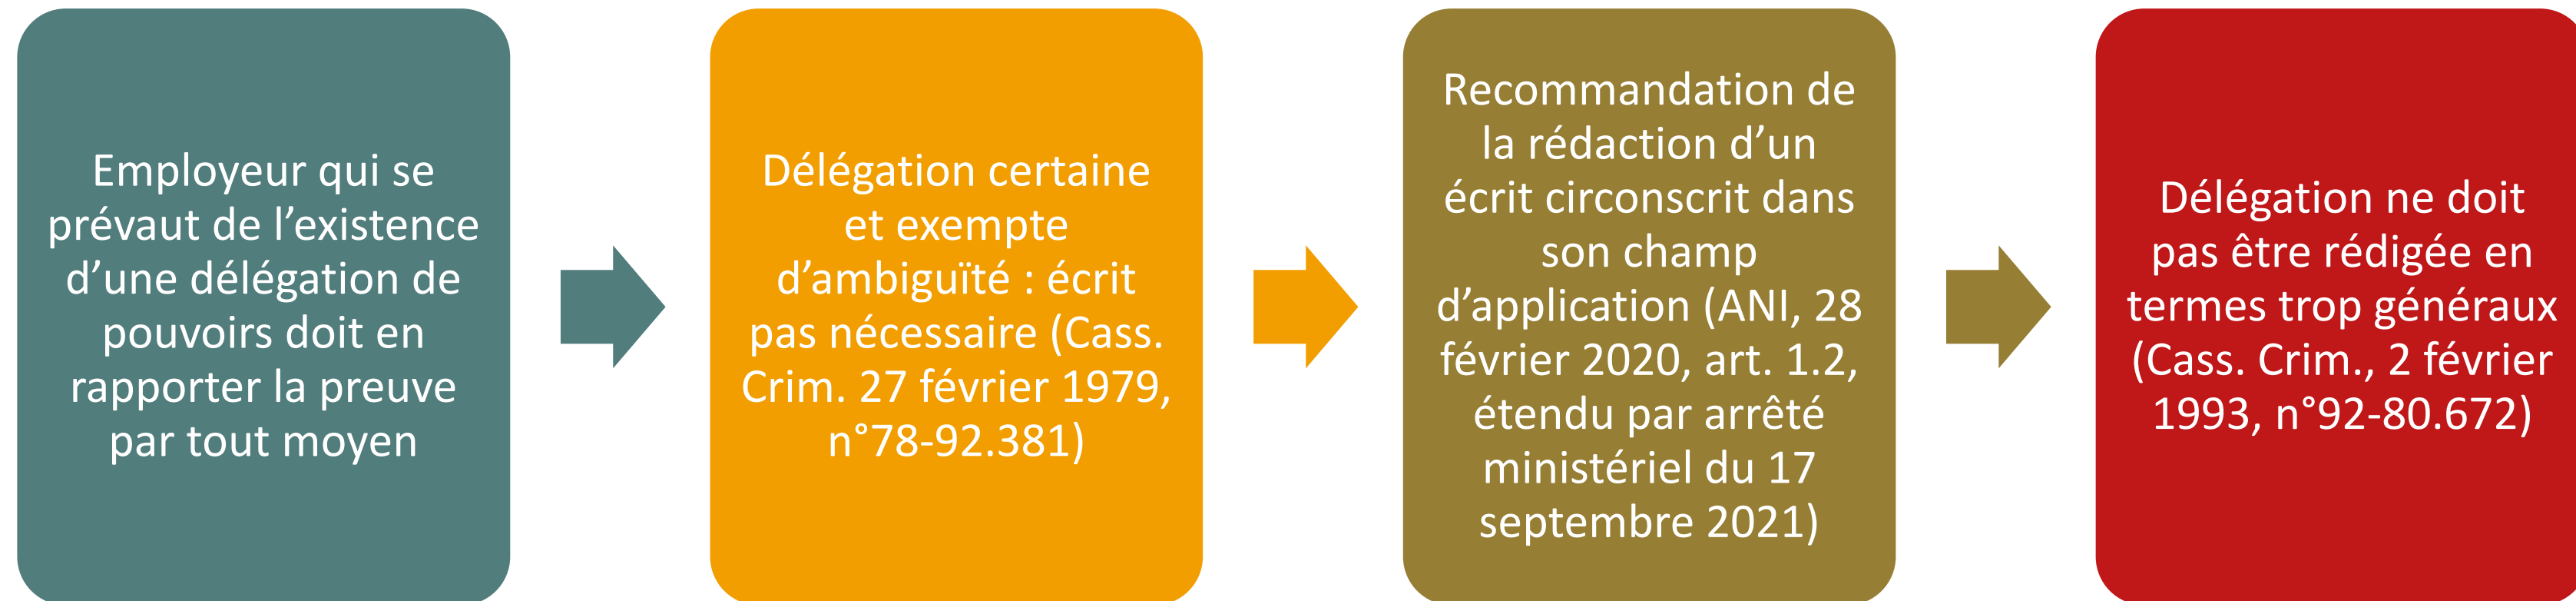 Employeur qui se
prévaut de l’existence
d’une délégation de
pouvoirs doit en
rapporter la preuve
par tout moyen
Délégation certaine
et exempte
d’ambiguïté : écrit
pas nécessaire (Cass.
Crim. 27 février 1979,
n°78-92.381)
Recommandation de
la rédaction d’un
écrit circonscrit dans
son champ
d’application (ANI, 28
février 2020, art. 1.2,
étendu par arrêté
ministériel du 17
septembre 2021)
Délégation ne doit
pas être rédigée en
termes trop généraux
(Cass. Crim., 2 février
1993, n°92-80.672)